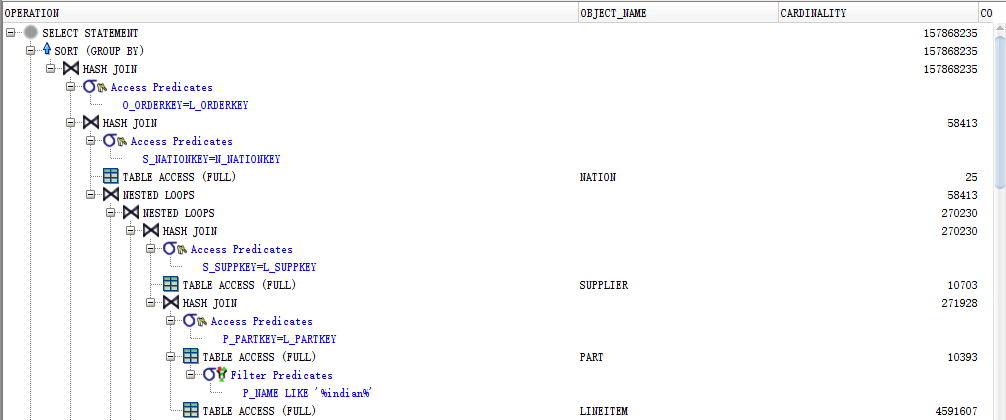 OPERATION OBJECT_NAME CARDINALITY CO
SELECT STATEMENT 157868235
SORT (GROUP BY) 157868235
HASH JOIN 157868235
Access Predicates
O_ORDERKEY=L_ORDERKEY
HASH JOIN 58413
Access Predicates
S_NATIONKEY=N_NATIONKEY
TABLE ACCESS (FULL) NATION 25
NESTED LOOPS 58413
NESTED LOOPS 270230
HASH JOIN 270230
Access Predicates
S_SUPPKEY=L_SUPPKEY
TABLE ACCESS (FULL) SUPPLIER 10703
HASH JOIN 271928
Access Predicates
P_PARTKEY=L_PARTKEY
TABLE ACCESS (FULL) PART 10393
Filter Predicates
P_NAME LIKE '%indian%'
TABLE ACCESS (FULL) LINEITEM 4591607